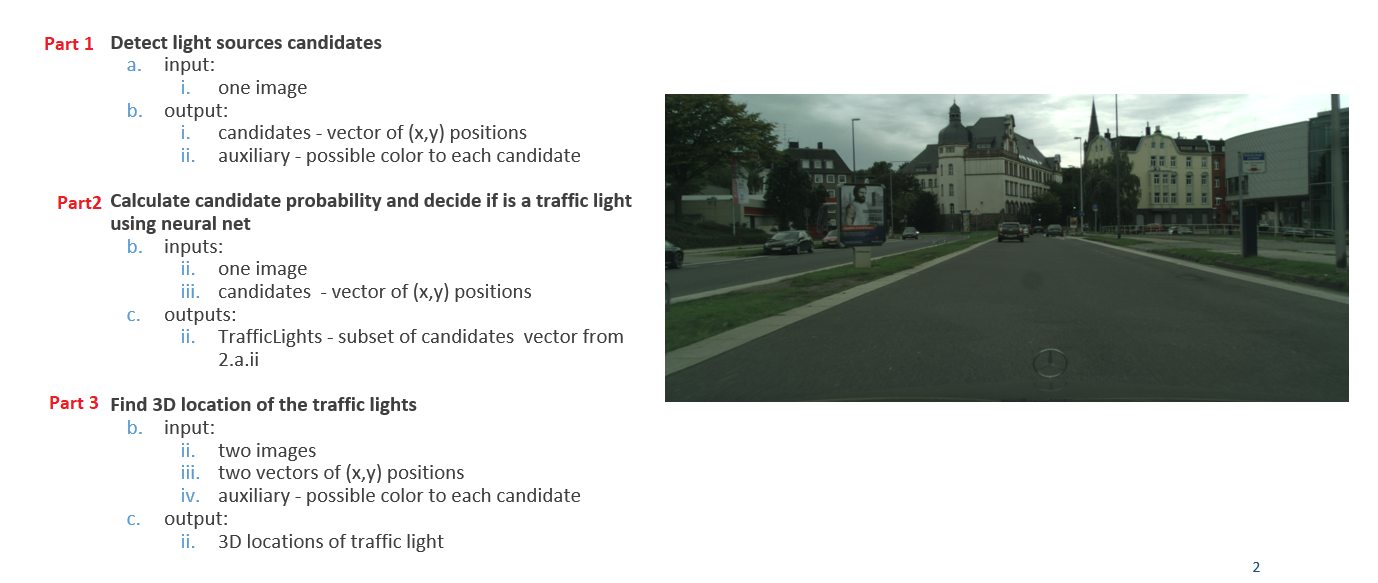 Part 1 Detect light sources candidates
a. input:
i. one image
b. output:
i. candidates - vector of (x,y) positions
ii. auxiliary - possible color to each candidate
Part2 Calculate candidate probability and decide if is a traffic light
using neural net
b. inputs:
ii. one image
iii. candidates - vector of (x,y) positions
c. outputs:
ii. TrafficLights - subset of candidates vector from
2.a.ii
Part 3 Find 3D location of the traffic lights
b. input:
ii. two images
iii. two vectors of (x,y) positions
iv. auxiliary - possible color to each candidate
c. output:
ii. 3D locations of traffic light
2